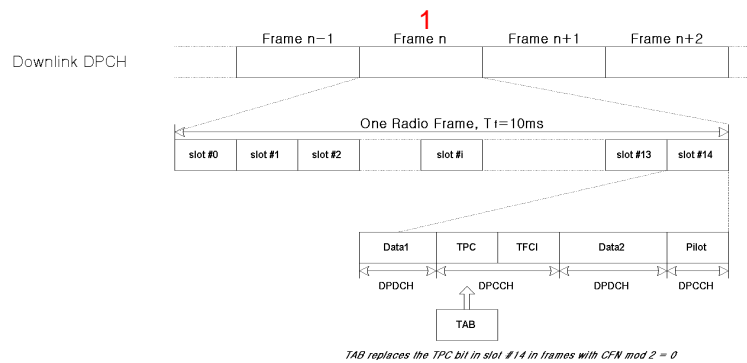 1
Frame n-1 Frame n Frame n+1 Frame n+2
Downlink DPCH
One Radio Frame, Tf=10ms
slot #0 slot #1 slot #2 slot #i slot #13 slot #14
Data1 TPC TFCI Data2 Pilot
DPDCH DPCCH DPDCH DPCCH
TAB
TAB replaces the TPC bit in slot #14 in frames with CFN mod 2 = 0